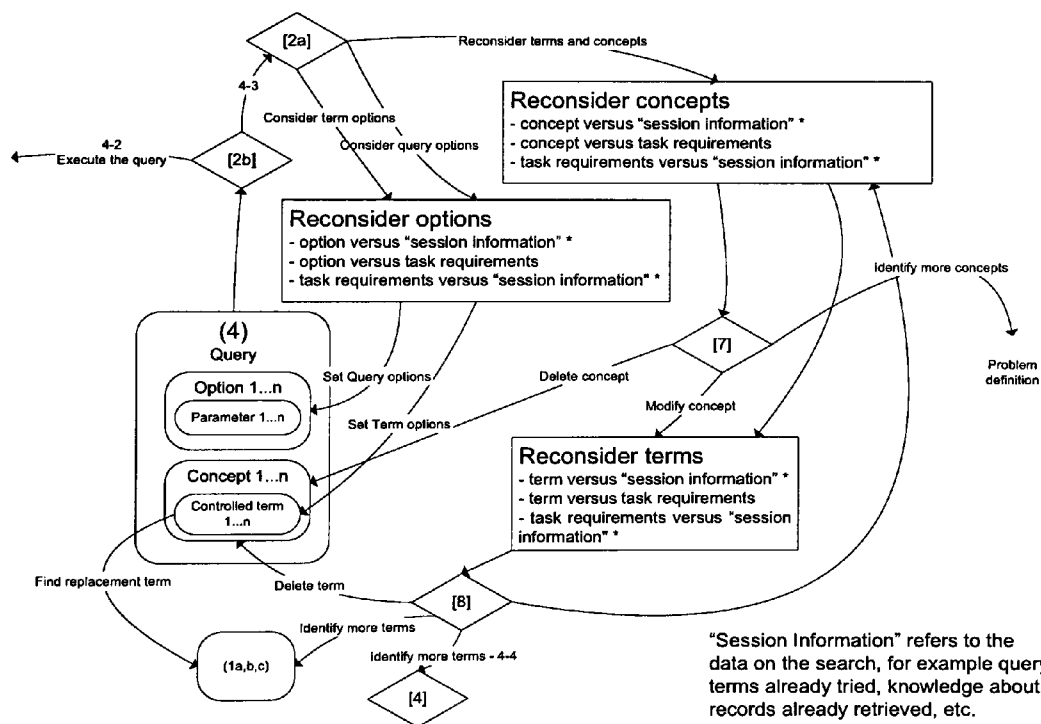 [2a]
Reconsider terms and concepts
4-3
Reconsider concepts
- concept versus “session information” *
- concept versus task requirements
- task requirements versus “session information” *
Consider term options
4-2
Execute the query
[2b]
Consider query options
Reconsider options
- option versus “session information” *
- option versus task requirements
- task requirements versus “session information” *
Identify more concepts
(4)
Query
[7]
Problem
definition
Set Query options
Delete concept
Option 1...n
Parameter 1...n
Modify concept
Set Term options
Reconsider terms
- term versus “session information” *
- term versus task requirements
- task requirements versus “session
information” *
Concept 1...n
Controlled term
1...n
Find replacement term
Delete term
[8]
Identify more terms
(1a,b,c)
Identify more terms - 4-4
[4]
“Session Information” refers to the
data on the search, for example query
terms already tried, knowledge about
records already retrieved, etc.